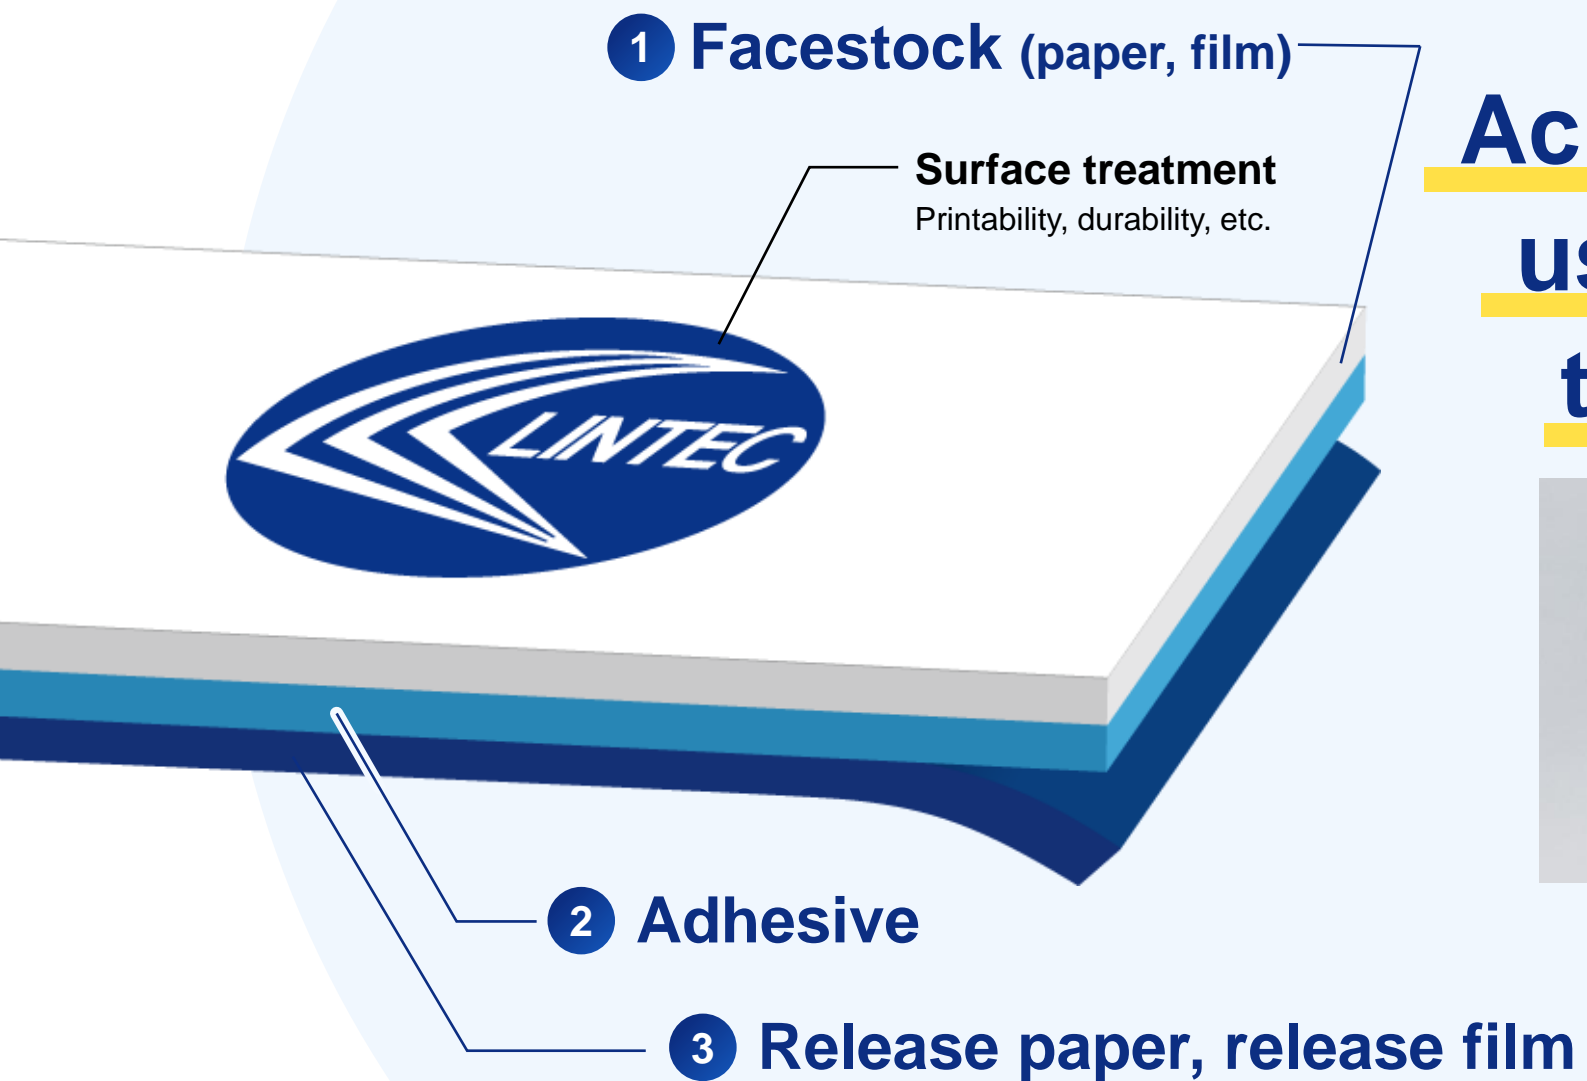 1 Facestock (paper, film)
Surface treatment
Printability, durability, etc.
LINTEC
2 Adhesive
3 Release paper, release film